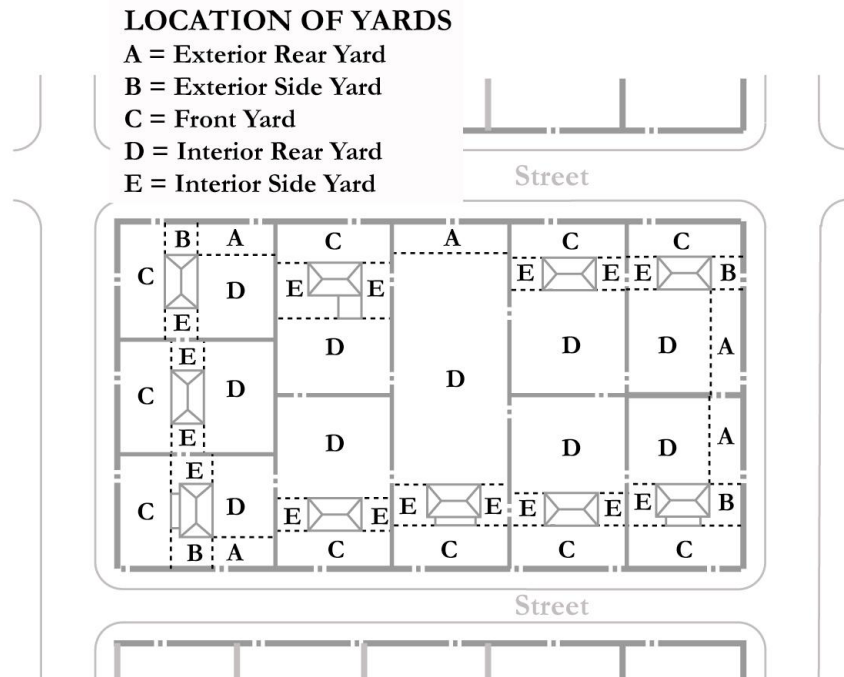 LOCATION OF YARDS
A = Exterior Rear Yard
B = Exterior Side Yard
C = Front Yard
D = Interior Rear Yard
E = Interior Side Yard
Street
B A C A C C
C E E E E E B
D
E
D D D A
E
C D D
E
D D D A
E
C D E E E E E E E B
B A C C C C
Street